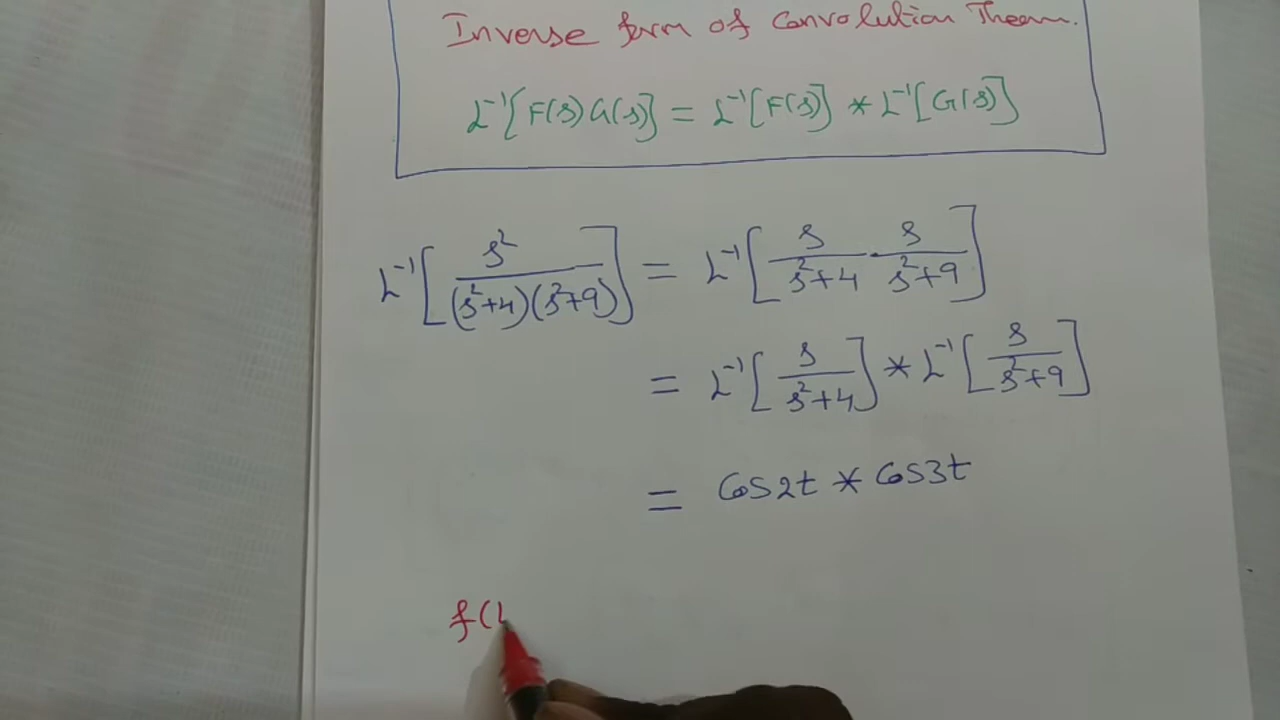 Inverse form of Convolution Theom.
L⁻¹[F(s)G(s)] = L⁻¹[F(s)] * L⁻¹[G(s)]
L⁻¹[s²/(s²+4)(s²+9)] = L⁻¹[s/s²+4 · s/s²+9]
= L⁻¹[s/s²+4] * L⁻¹[s/s²+9]
= Cos2t * Cos3t
f(